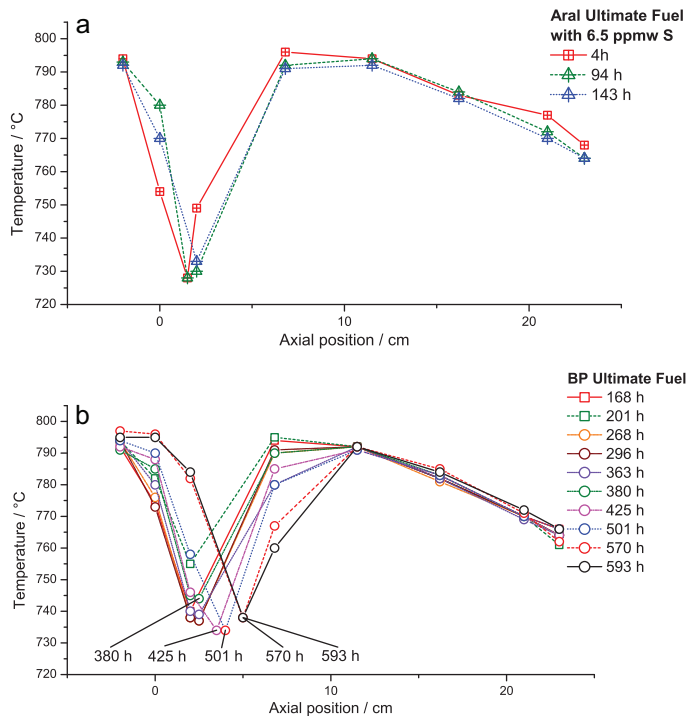 a
Aral Ultimate Fuel
with 6.5 ppmw S
4h
94 h
143 h
800
790
780
770
760
750
740
730
720
Temperature / °C
0
10
20
Axial position / cm
b
BP Ultimate Fuel
168 h
201 h
268 h
296 h
363 h
380 h
425 h
501 h
570 h
593 h
800
790
780
770
760
750
740
730
720
Temperature / °C
380 h 425 h 501 h 570 h 593 h
0
10
20
Axial position / cm